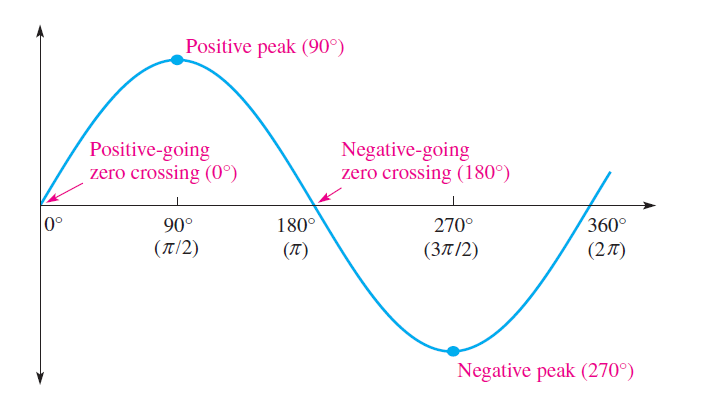 Positive peak (90°)
Positive-going
zero crossing (0°)
Negative-going
zero crossing (180°)
0°
90°
(π/2)
180°
(π)
270°
(3π/2)
360°
(2π)
Negative peak (270°)